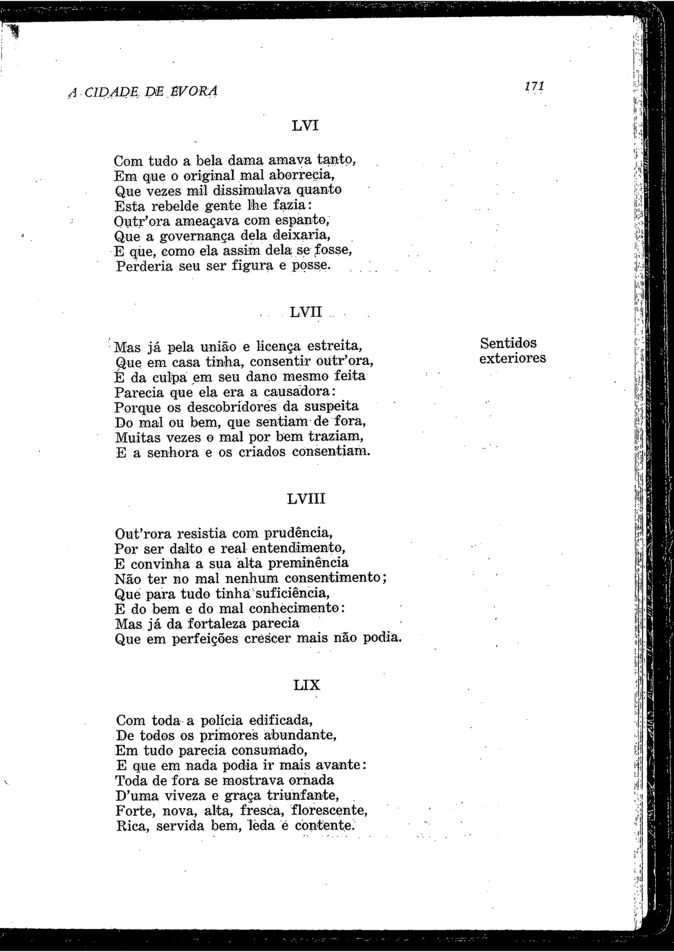 A CIDADE DE ÉVORA
171
LVI
Com tudo a bela dama amava tanto,
Em que o original mal aborrecia,
Que vezes mil dissimulava quanto
Esta rebelde gente lhe fazia:
Outr'ora ameaçava com espanto,
Que a governança dela deixaria,
E que, como ela assim dela se fosse,
Perderia seu ser figura e posse.
LVII
Mas já pela união e licença estreita,
Que em casa tinha, consentir outr'ora,
E da culpa em seu dano mesmo feita
Parecia que ela era a causadora:
Porque os descobridores da suspeita
Do mal ou bem, que sentiam de fora,
Muitas vezes o mal por bem traziam,
E a senhora e os criados consentiam.
Sentidos
exteriores
LVIII
Out'rora resistia com prudência,
Por ser dalto e real entendimento,
E convinha a sua alta preminência
Não ter no mal nenhum consentimento;
Que para tudo tinha suficiência,
E do bem e do mal conhecimento:
Mas já da fortaleza parecia
Que em perfeições crescer mais não podia.
LIX
Com toda a polícia edificada,
De todos os primores abundante,
Em tudo parecia consumado,
E que em nada podia ir mais avante:
Toda de fora se mostrava ornada
D'uma viveza e graça triunfante,
Forte, nova, alta, fresca, florescente,
Rica, servida bem, leda e contente.